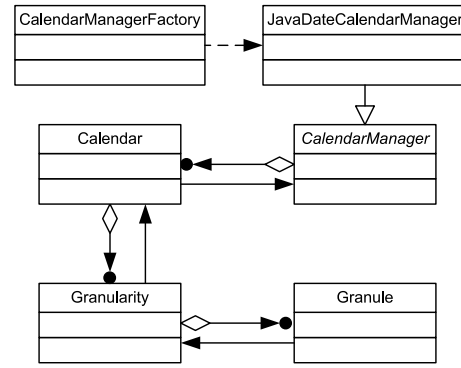 CalendarManagerFactory
JavaDateCalendarManager
Calendar
CalendarManager
Granularity
Granule